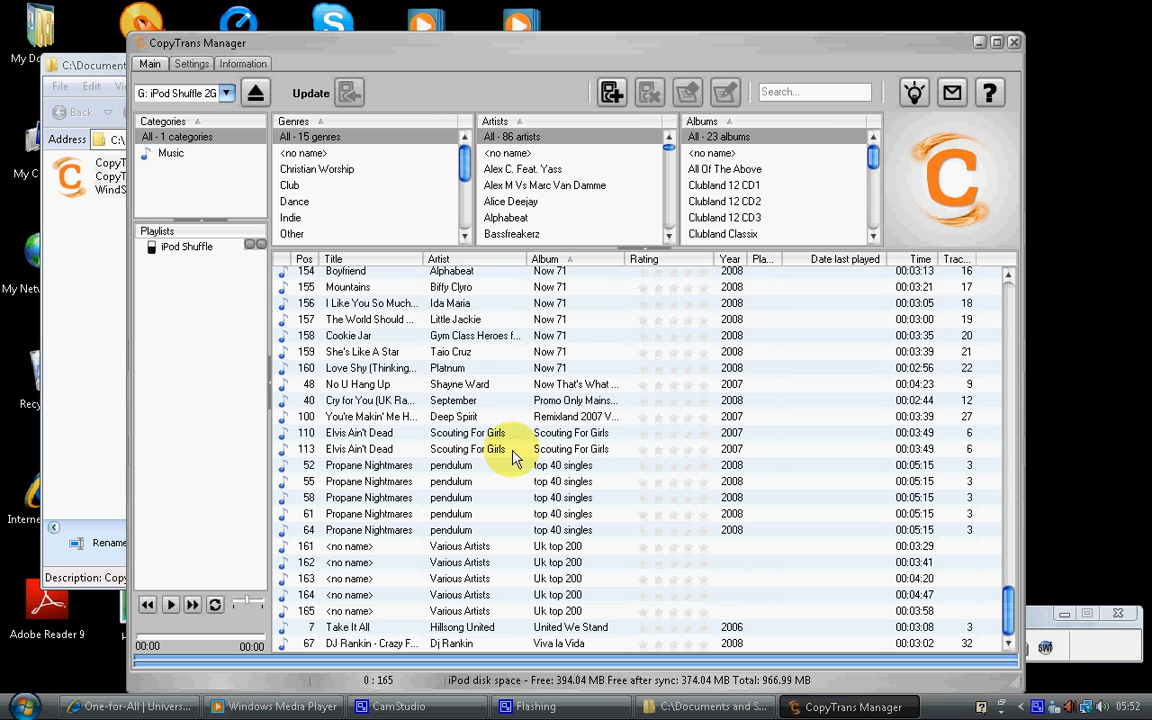 My Do
C:\Document
File Edit Vi
Back
Address C:\
CopyT
CopyT
WindS
My C
My Net
Recy
Internet
Rename
Description: Copy
Adobe Reader 9
CopyTrans Manager
Main Settings Information
G: iPod Shuffle 2G Update Search...
Categories
All - 1 categories
Music
Genres
All - 15 genres
<no name>
Christian Worship
Club
Dance
Indie
Other
Artists
All - 86 artists
<no name>
Alex C. Feat. Yass
Alex M Vs Marc Van Damme
Alice Deejay
Alphabeat
Bassfreakerz
Albums
All - 23 albums
<no name>
All Of The Above
Clubland 12 CD1
Clubland 12 CD2
Clubland 12 CD3
Clubland Classix
Playlists
iPod Shuffle
Pos Title Artist Album Rating Year Pla... Date last played Time Trac...
154 Boyfriend Alphabeat Now 71 2008 00:03:13 16
155 Mountains Biffy Clyro Now 71 2008 00:03:21 17
156 I Like You So Much... Ida Maria Now 71 2008 00:03:05 18
157 The World Should ... Little Jackie Now 71 2008 00:03:00 19
158 Cookie Jar Gym Class Heroes f... Now 71 2008 00:03:35 20
159 She's Like A Star Taio Cruz Now 71 2008 00:03:39 21
160 Love Shy (Thinking... Platnum Now 71 2008 00:02:56 22
48 No U Hang Up Shayne Ward Now That's What ... 2007 00:04:23 9
40 Cry for You (UK Ra... September Promo Only Mains... 2008 00:02:44 12
100 You're Makin' Me H... Deep Spirit Remixland 2007 V... 2007 00:03:39 27
110 Elvis Ain't Dead Scouting For Girls Scouting For Girls 2007 00:03:49 6
113 Elvis Ain't Dead Scouting For Girls Scouting For Girls 2007 00:03:49 6
52 Propane Nightmares pendulum top 40 singles 2008 00:05:15 3
55 Propane Nightmares pendulum top 40 singles 2008 00:05:15 3
58 Propane Nightmares pendulum top 40 singles 2008 00:05:15 3
61 Propane Nightmares pendulum top 40 singles 2008 00:05:15 3
64 Propane Nightmares pendulum top 40 singles 2008 00:05:15 3
161 <no name> Various Artists Uk top 200 00:03:29
162 <no name> Various Artists Uk top 200 00:03:41
163 <no name> Various Artists Uk top 200 00:04:20
164 <no name> Various Artists Uk top 200 00:04:47
165 <no name> Various Artists Uk top 200 00:03:58
7 Take It All Hillsong United United We Stand 2006 00:03:08 3
67 DJ Rankin - Crazy F... Dj Rankin Viva la Vida 00:03:02 32
00:00 00:00
0 : 165 iPod disk space - Free: 394.04 MB Free after sync: 374.04 MB Total: 966.99 MB
One-for-All | Univers... Windows Media Player CamStudio Flashing C:\Documents and S... CopyTrans Manager 05:52